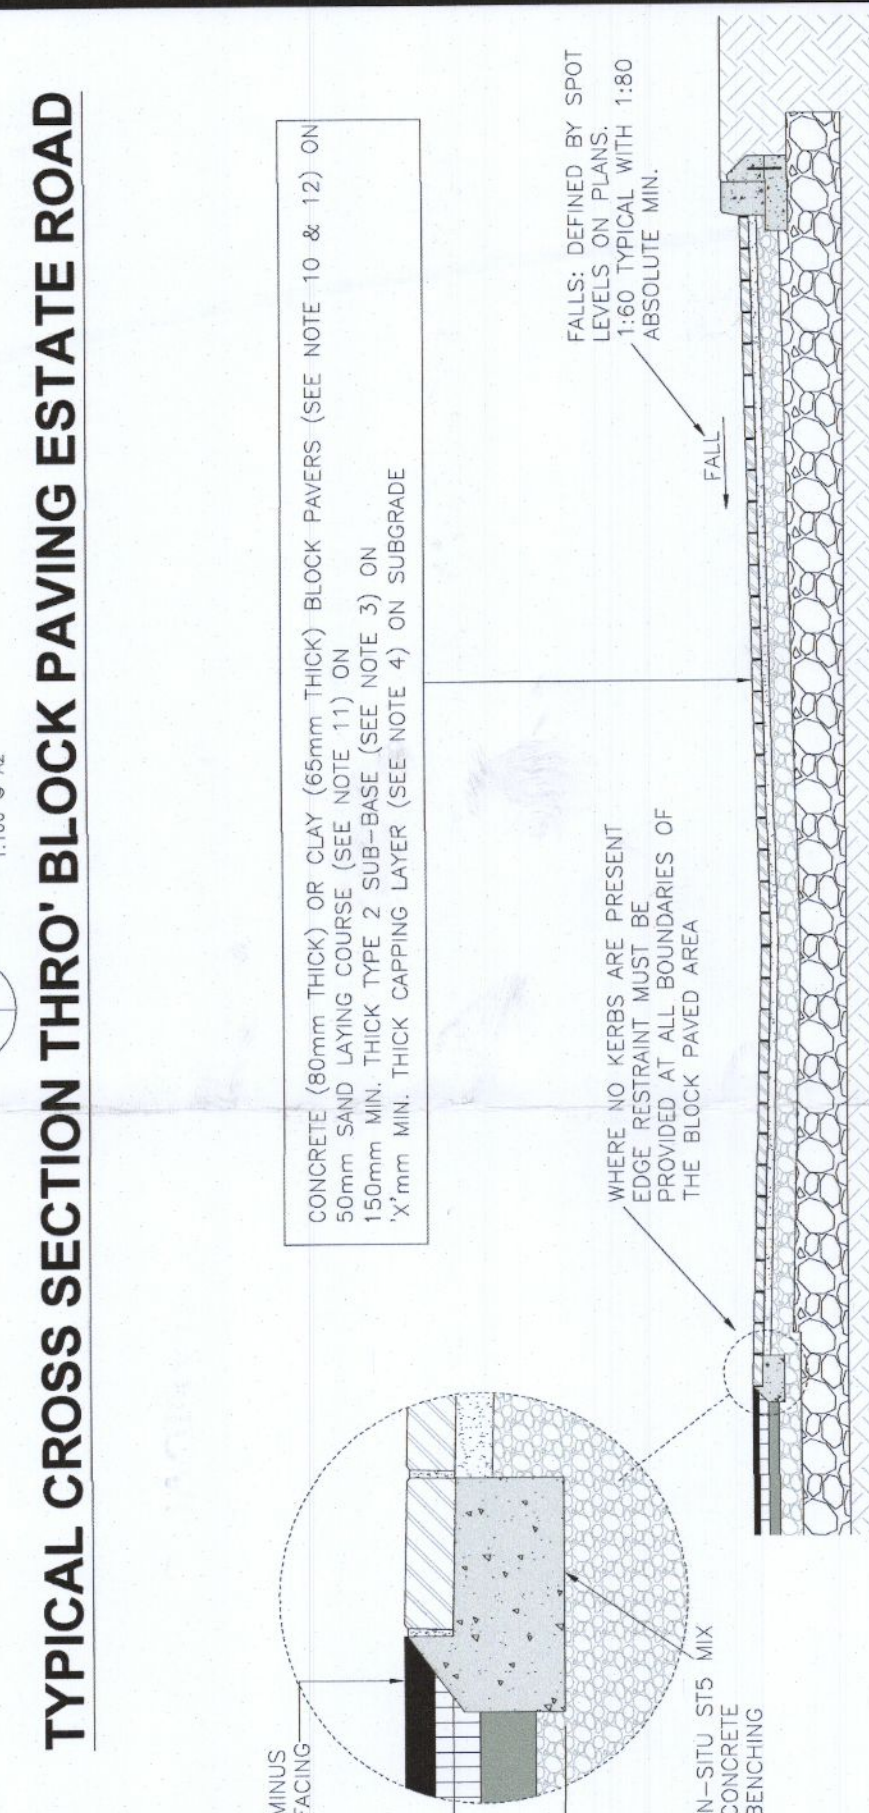 TYPICAL CROSS SECTION THRO' BLOCK PAVING ESTATE ROAD
CONCRETE (80mm THICK) OR CLAY (65mm THICK) BLOCK PAVERS (SEE NOTE 10 & 12) ON
50mm SAND LAYING COURSE (SEE NOTE 11) ON
150mm MIN. THICK TYPE 2 SUB-BASE (SEE NOTE 3) ON
'X'mm MIN. THICK CAPPING LAYER (SEE NOTE 4) ON SUBGRADE
MINUS
FACING
WHERE NO KERBS ARE PRESENT
EDGE RESTRAINT MUST BE
PROVIDED AT ALL BOUNDARIES OF
THE BLOCK PAVED AREA
FALLS: DEFINED BY SPOT
LEVELS ON PLANS.
1:60 TYPICAL WITH 1:80
ABSOLUTE MIN.
FALL
N-SITU ST5 MIX
CONCRETE
BENCHING